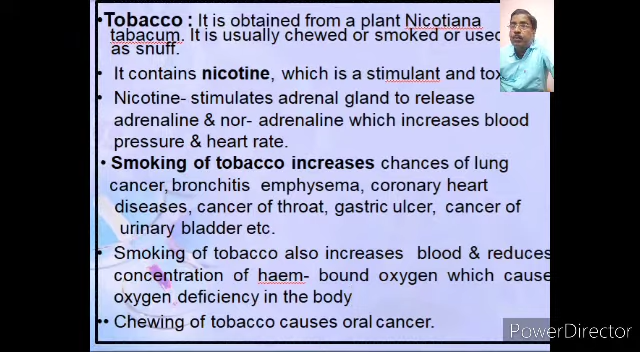 •Tobacco : It is obtained from a plant Nicotiana
tabacum. It is usually chewed or smoked or used
as snuff.
• It contains nicotine, which is a stimulant and
• Nicotine- stimulates adrenal gland to release
adrenaline & nor- adrenaline which increases blood
pressure & heart rate.
• Smoking of tobacco increases chances of lung
cancer, bronchitis emphysema, coronary heart
diseases, cancer of throat, gastric ulcer, cancer of
urinary bladder etc.
• Smoking of tobacco also increases blood & reduces
concentration of haem- bound oxygen which cause
oxygen deficiency in the body
•• Chewing of tobacco causes oral cancer.
PowerDirector